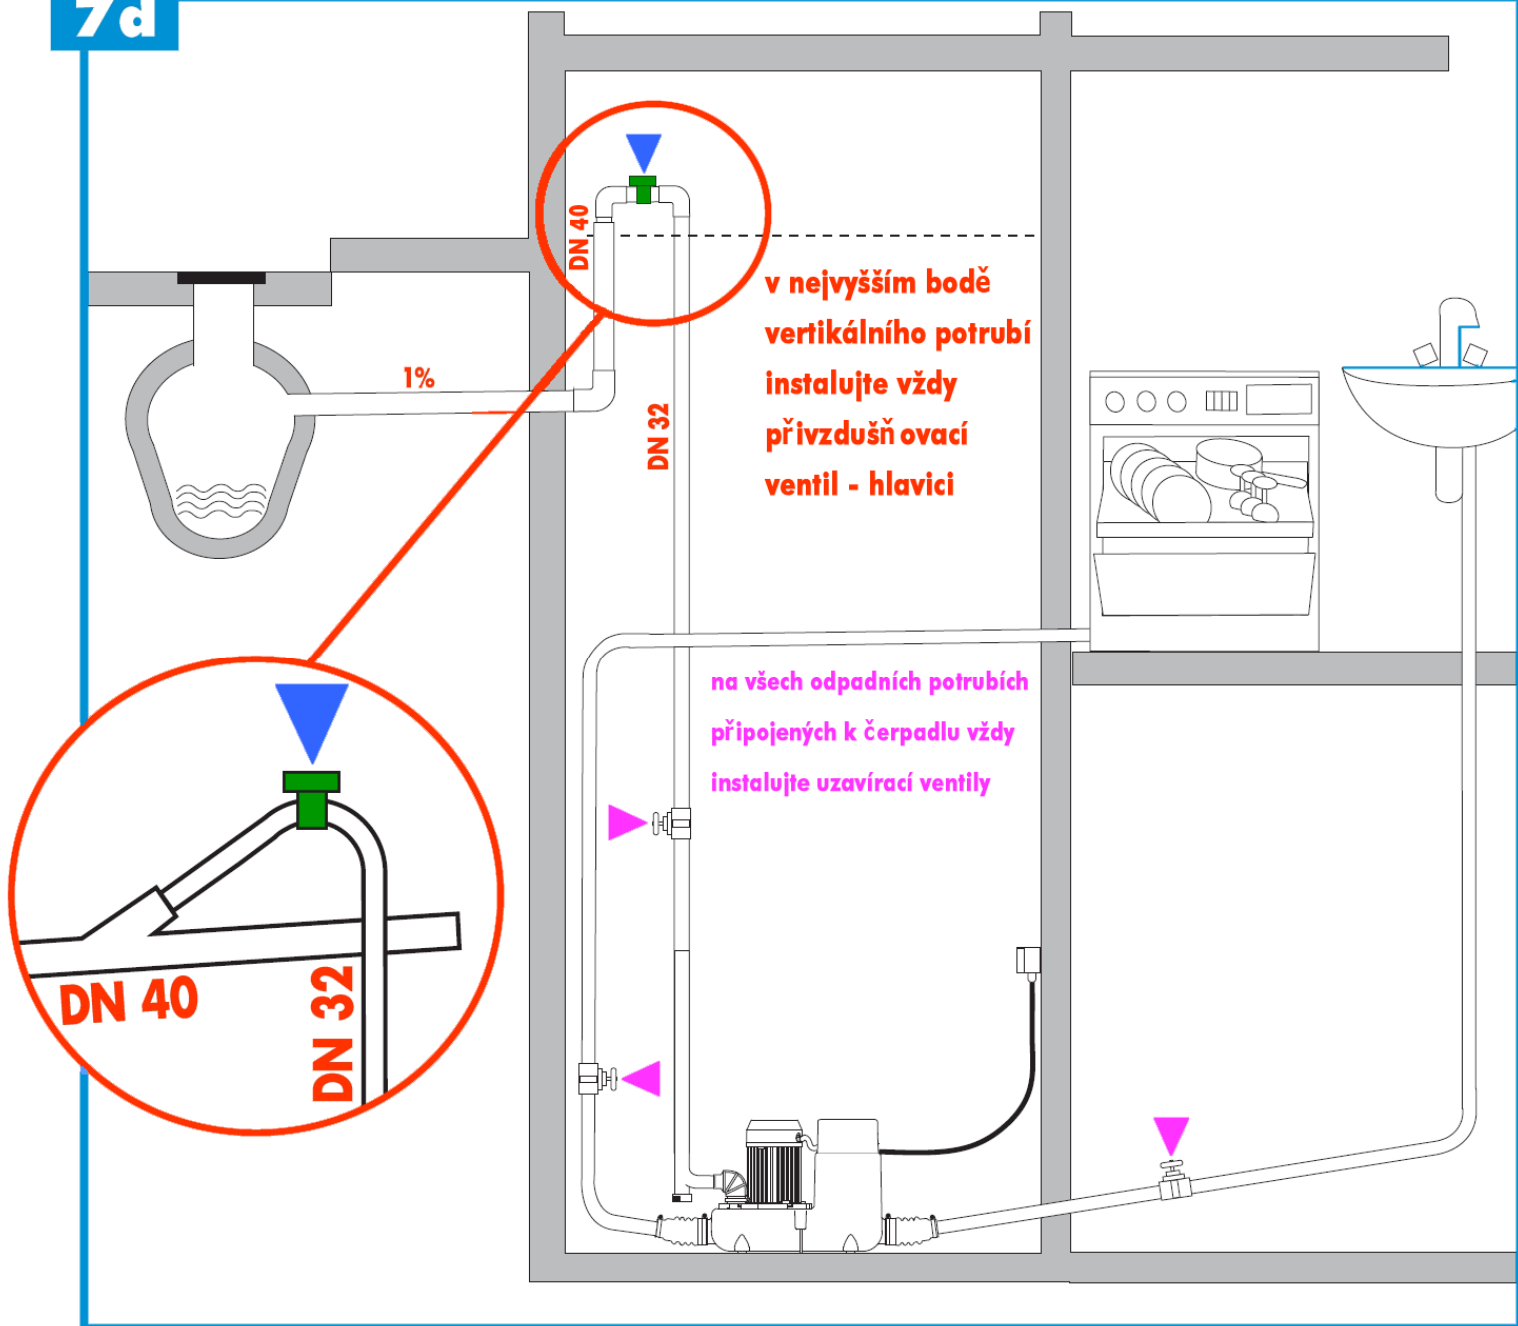 7d
DN 40
v nejvyšším bodě
vertikálního potrubí
instalujte vždy
přivzdušňovací
ventil - hlavici
1%
DN 32
na všech odpadních potrubích
připojených k čerpadlu vždy
instalujte uzavírací ventily
DN 40
DN 32